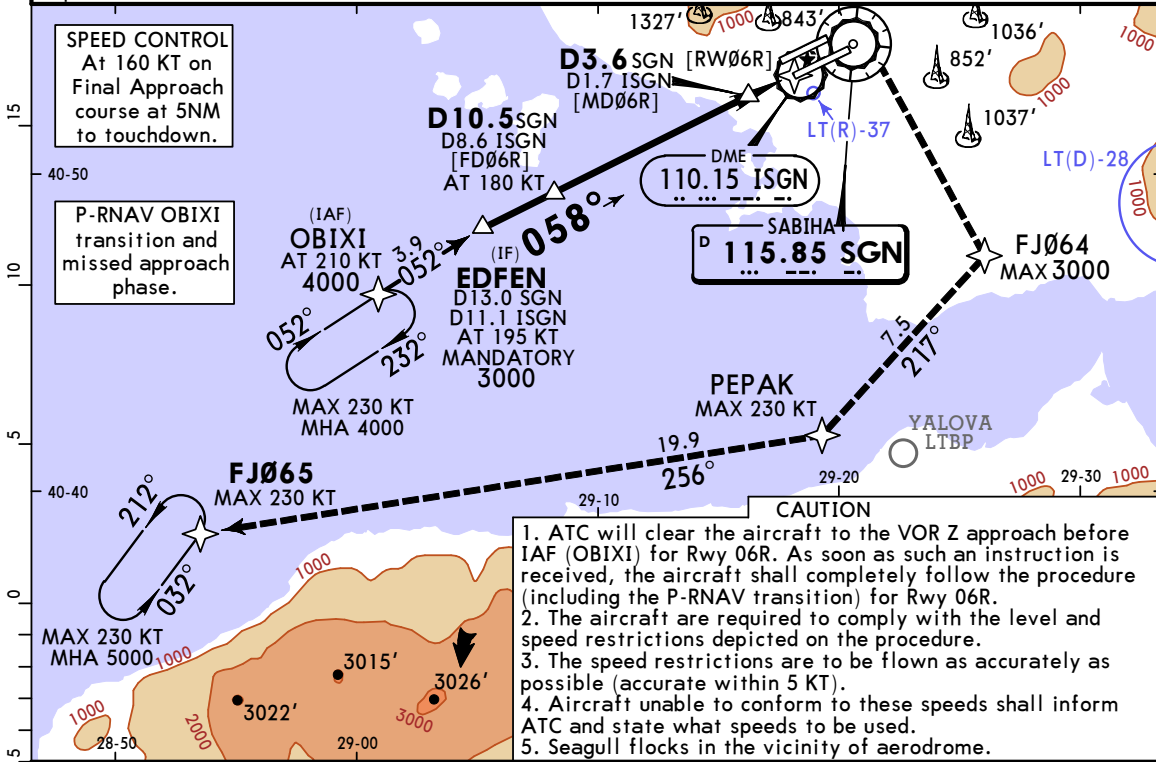 SPEED CONTROL
At 160 KT on
Final Approach
course at 5NM
to touchdown.
P-RNAV OBIXI
transition and
missed approach
phase.
1327'
1000
843'
1036'
1000
852'
1000
1037'
D3.6 SGN [RWØ6R]
D1.7 ISGN
[MDØ6R]
LT(R)-37
LT(D)-28
1000
D10.5 SGN
D8.6 ISGN
[FDØ6R]
AT 180 KT
DME
110.15 ISGN
SABIHA
D 115.85 SGN
15
40-50
10
5
40-40
0
5
(IAF)
OBIXI
AT 210 KT
4000
3.9
052°
058°
(IF)
EDFEN
D13.0 SGN
D11.1 ISGN
AT 195 KT
MANDATORY
3000
052°
232°
MAX 230 KT
MHA 4000
FJØ64
MAX 3000
7.5
217°
PEPAK
MAX 230 KT
YALOVA
LTBP
19.9
256°
29-10
29-20
29-30
1000
1000
FJØ65
MAX 230 KT
212°
032°
MAX 230 KT
MHA 5000
1000
1000
1000
2000
3000
3015'
3022'
3026'
28-50
29-00
CAUTION
1. ATC will clear the aircraft to the VOR Z approach before
IAF (OBIXI) for Rwy 06R. As soon as such an instruction is
received, the aircraft shall completely follow the procedure
(including the P-RNAV transition) for Rwy 06R.
2. The aircraft are required to comply with the level and
speed restrictions depicted on the procedure.
3. The speed restrictions are to be flown as accurately as
possible (accurate within 5 KT).
4. Aircraft unable to conform to these speeds shall inform
ATC and state what speeds to be used.
5. Seagull flocks in the vicinity of aerodrome.